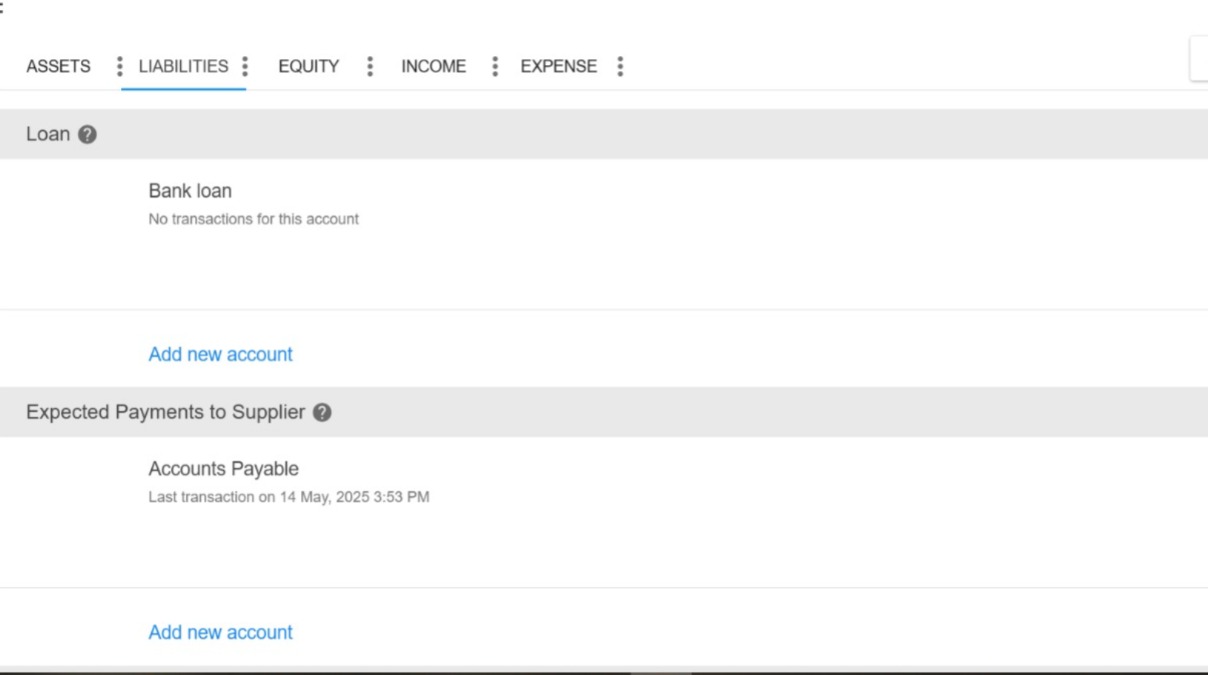 ASSETS LIABILITIES EQUITY INCOME EXPENSE
Loan
Bank loan
No transactions for this account
Add new account
Expected Payments to Supplier
Accounts Payable
Last transaction on 14 May, 2025 3:53 PM
Add new account